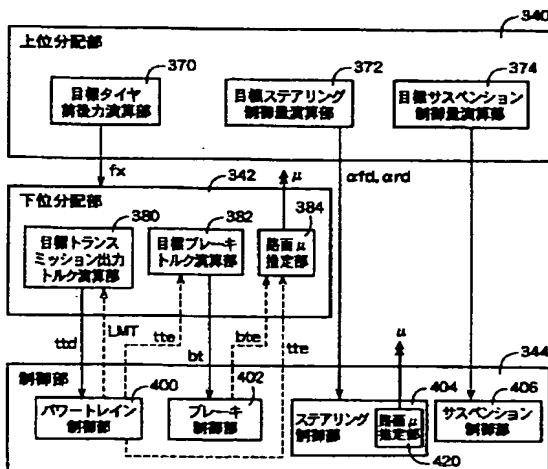 340
上位分配部
370
372
374
目標タイヤ
前後力演算部
目標ステアリング
制御量演算部
目標サスペンション
制御量演算部
fx
342
μ
αfd, αrd
下位分配部
380
382
384
目標トランス
ミッション出力
トルク演算部
目標ブレーキ
トルク演算部
路面μ
推定部
μ
ttd
LMT
tte
bt
bte
tte
344
制御部
400
402
404
406
パワートレイン
制御部
ブレーキ
制御部
ステアリング
制御部
路面μ
推定部
サスペンション
制御部
420